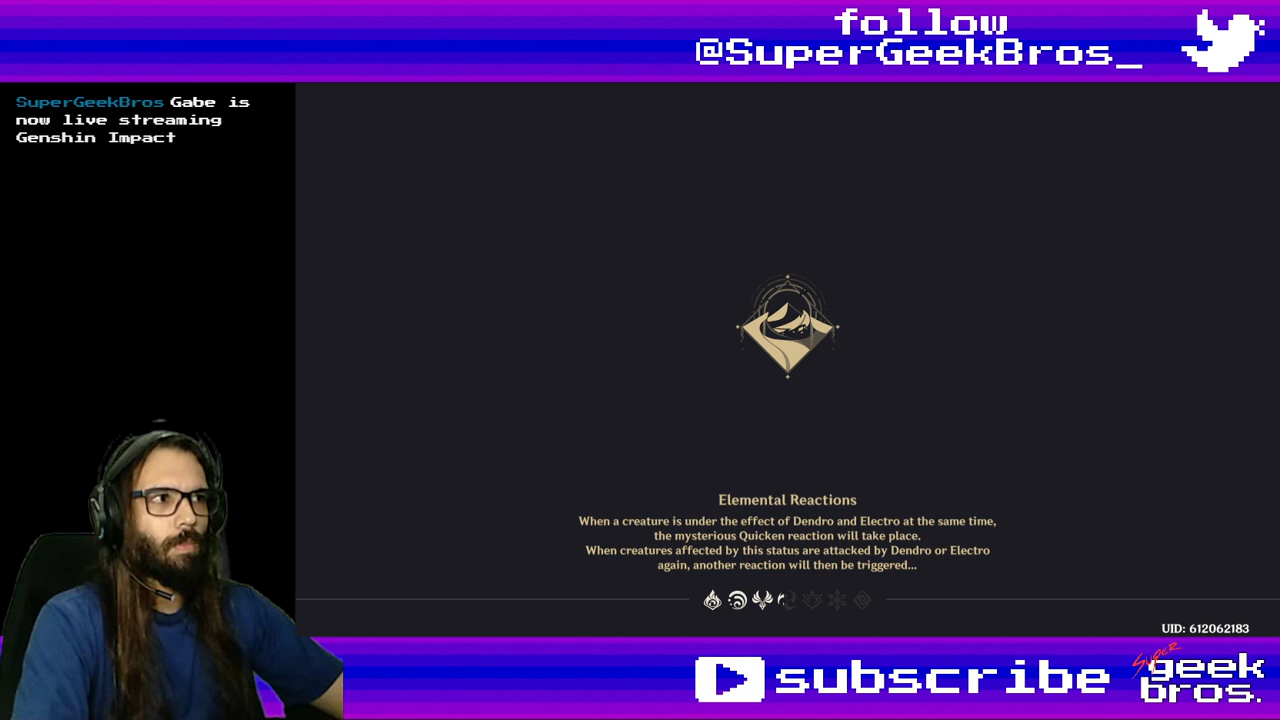 follow
@SuperGeekBros_
SuperGeekBros Gabe is
now live streaming
Genshin Impact
Elemental Reactions
When a creature is under the effect of Dendro and Electro at the same time,
the mysterious Quicken reaction will take place.
When creatures affected by this status are attacked by Dendro or Electro
again, another reaction will then be triggered...
UID: 612062183
subscribe
SUPER
geek
bros.